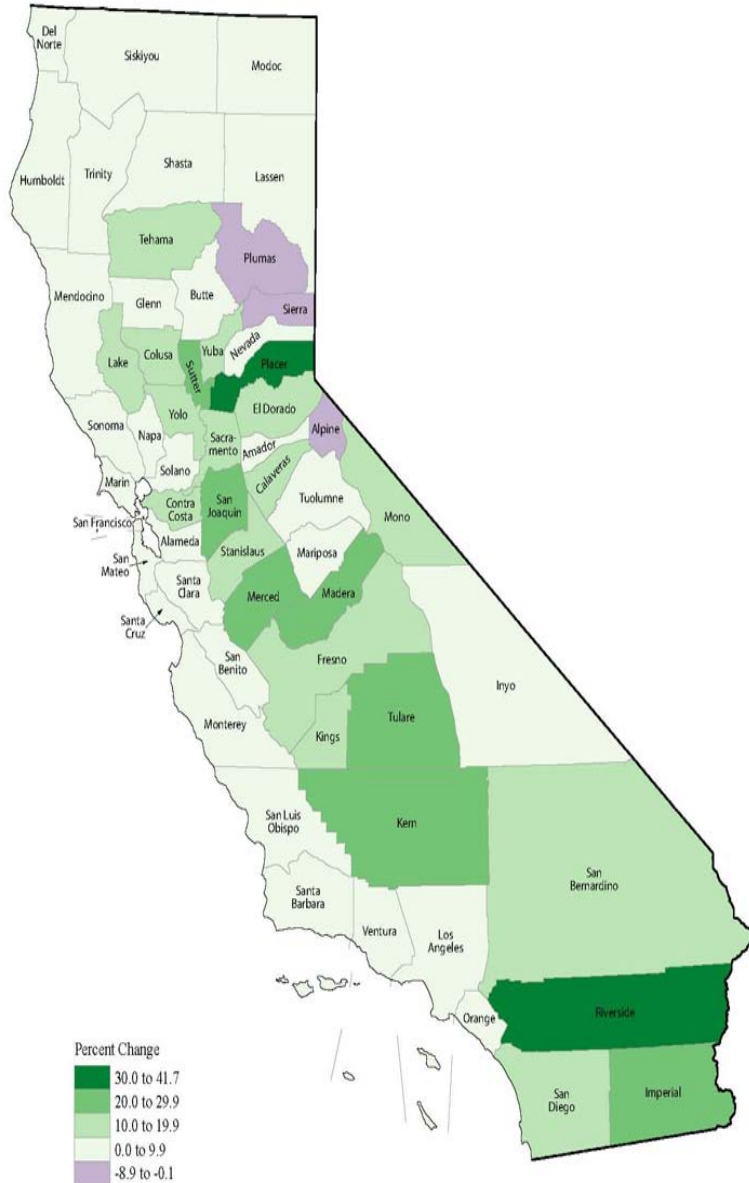 Del
Norte
Siskiyou
Modoc
Humboldt
Trinity
Shasta
Lassen
Tehama
Plumas
Mendocino
Glenn
Butte
Sierra
Lake
Colusa
Sutter
Yuba
Nevada
Placer
Sonoma
Napa
Yolo
Sacra-
mento
El Dorado
Amador
Alpine
Marin
Solano
Calaveras
Tuolumne
Mono
San Francisco
Contra
Costa
San
Joaquin
Alameda
Stanislaus
Mariposa
San
Mateo
Santa
Clara
Merced
Madera
Santa
Cruz
San
Benito
Fresno
Inyo
Monterey
Kings
Tulare
San Luis
Obispo
Kern
San
Bernardino
Santa
Barbara
Ventura
Los
Angeles
Orange
Riverside
San
Diego
Imperial
Percent Change
30.0 to 41.7
20.0 to 29.9
10.0 to 19.9
0.0 to 9.9
-8.9 to -0.1